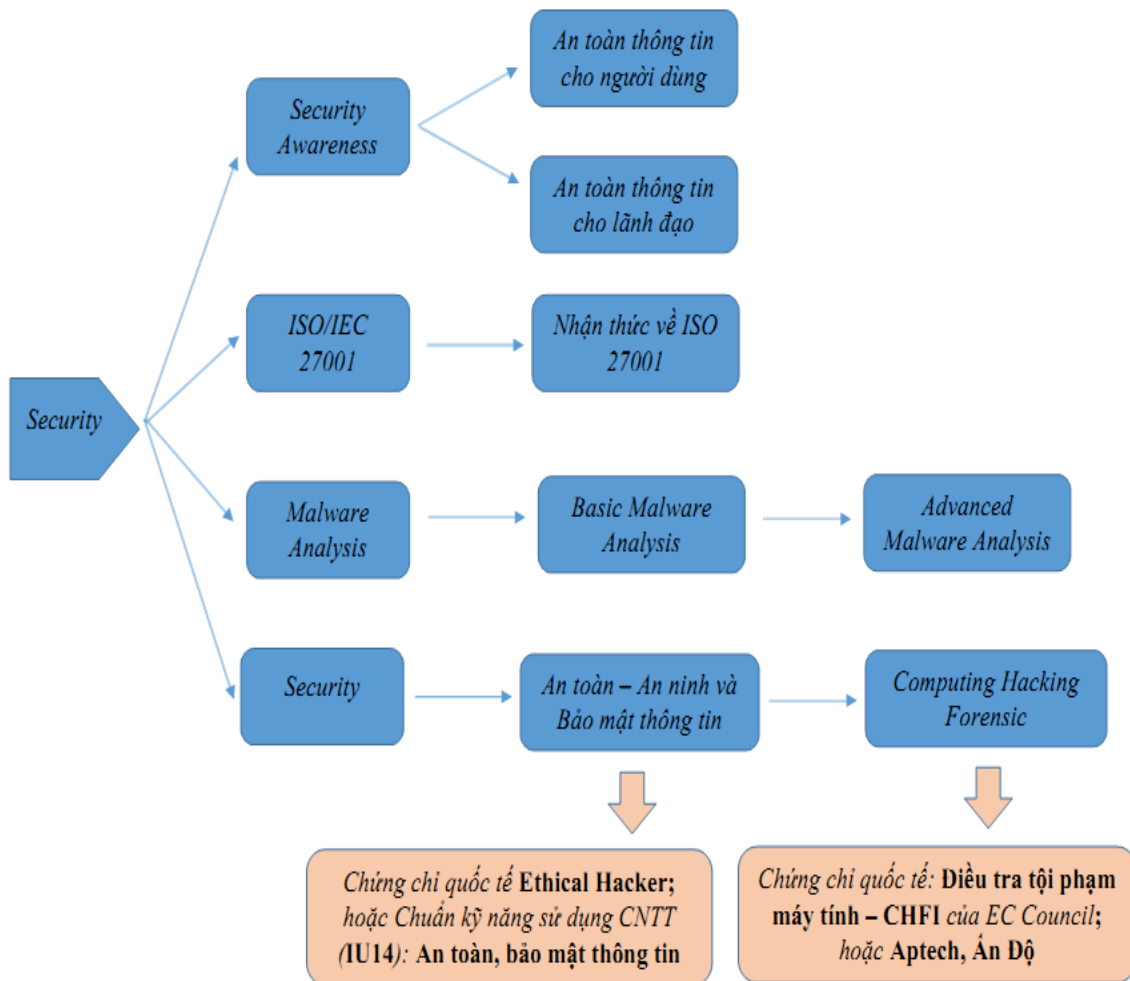 An toàn thông tin
cho người dùng
Security
Awareness
An toàn thông tin
cho lãnh đạo
ISO/IEC
27001
Nhận thức về ISO
27001
Security
Malware
Analysis
Basic Malware
Analysis
Advanced
Malware Analysis
Security
An toàn – An ninh và
Bảo mật thông tin
Computing Hacking
Forensic
Chứng chỉ quốc tế Ethical Hacker;
hoặc Chuẩn kỹ năng sử dụng CNTT
(IU14): An toàn, bảo mật thông tin
Chứng chỉ quốc tế: Điều tra tội phạm
máy tính – CHFI của EC Council;
hoặc Aptech, Ấn Độ